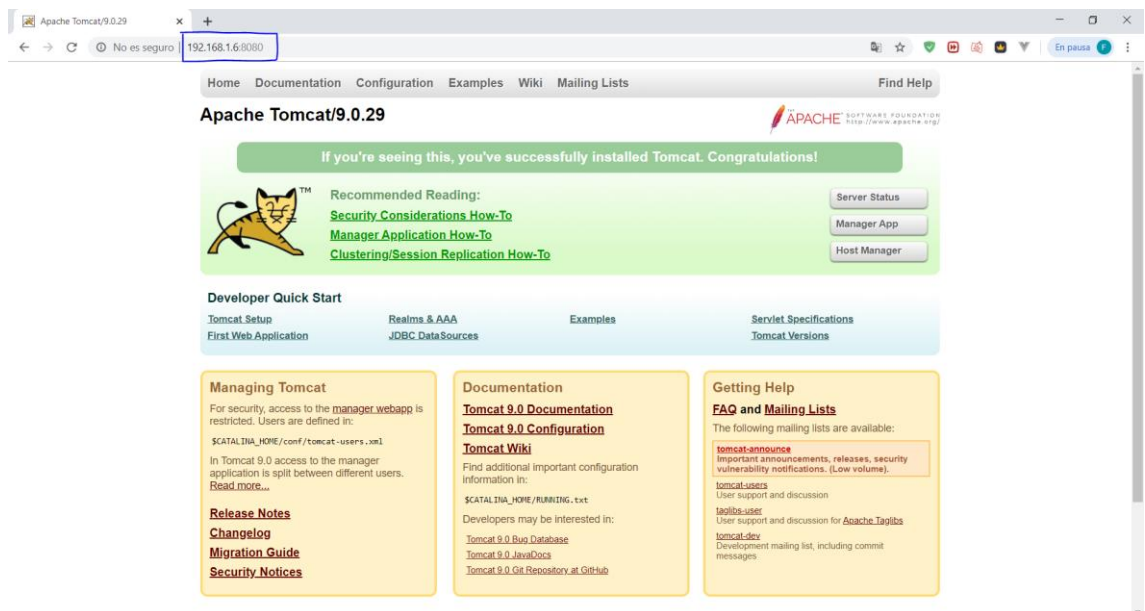 Apache Tomcat/9.0.29
No es seguro | 192.168.1.6:8080
En pausa F
Home Documentation Configuration Examples Wiki Mailing Lists Find Help
Apache Tomcat/9.0.29
THE APACHE SOFTWARE FOUNDATION
http://www.apache.org/
If you're seeing this, you've successfully installed Tomcat. Congratulations!
TM
Recommended Reading:
Security Considerations How-To
Manager Application How-To
Clustering/Session Replication How-To
Server Status
Manager App
Host Manager
Developer Quick Start
Tomcat Setup
First Web Application
Realms & AAA
JDBC DataSources
Examples
Servlet Specifications
Tomcat Versions
Managing Tomcat
For security, access to the manager webapp is
restricted. Users are defined in:
$CATALINA_HOME/conf/tomcat-users.xml
In Tomcat 9.0 access to the manager
application is split between different users.
Read more...
Release Notes
Changelog
Migration Guide
Security Notices
Documentation
Tomcat 9.0 Documentation
Tomcat 9.0 Configuration
Tomcat Wiki
Find additional important configuration
information in:
$CATALINA_HOME/RUNNING.txt
Developers may be interested in:
Tomcat 9.0 Bug Database
Tomcat 9.0 JavaDocs
Tomcat 9.0 Git Repository at GitHub
Getting Help
FAQ and Mailing Lists
The following mailing lists are available:
tomcat-announce
Important announcements, releases, security
vulnerability notifications. (Low volume).
tomcat-users
User support and discussion
taglibs-user
User support and discussion for Apache Taglibs
tomcat-dev
Development mailing list, including commit
messages